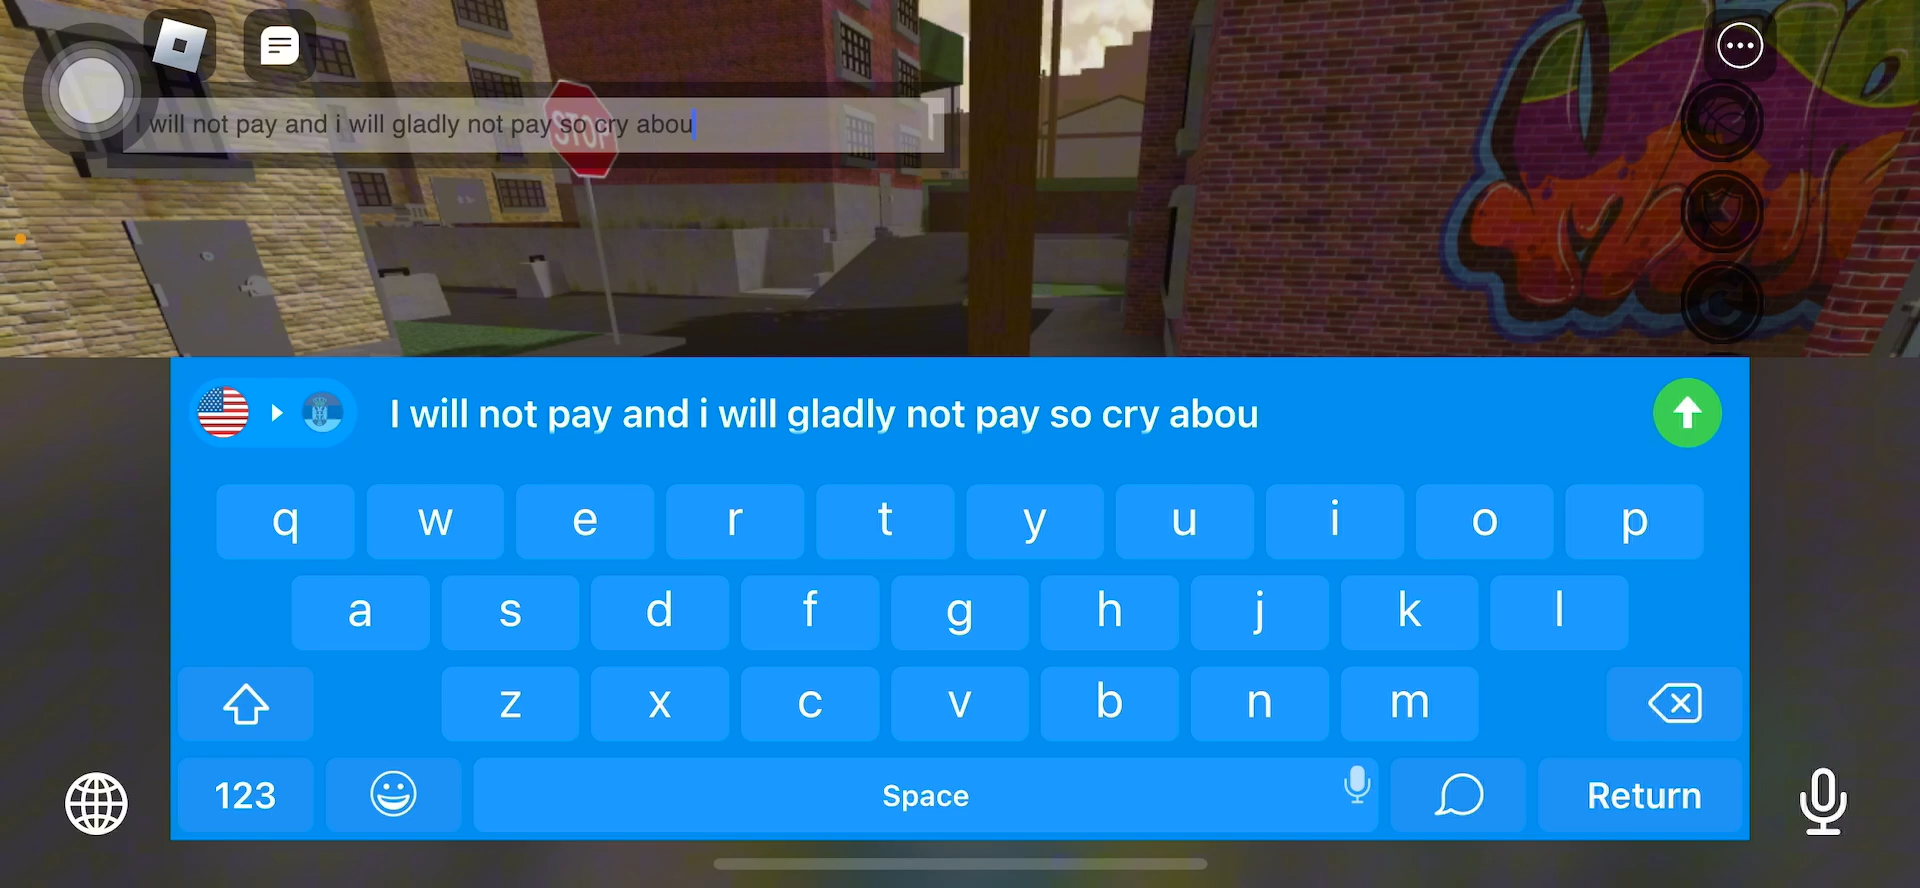 I will not pay and i will gladly not pay so cry abou
STOP
I will not pay and i will gladly not pay so cry abou
q w e r t y u i o p
a s d f g h j k l
z x c v b n m
123 Space Return